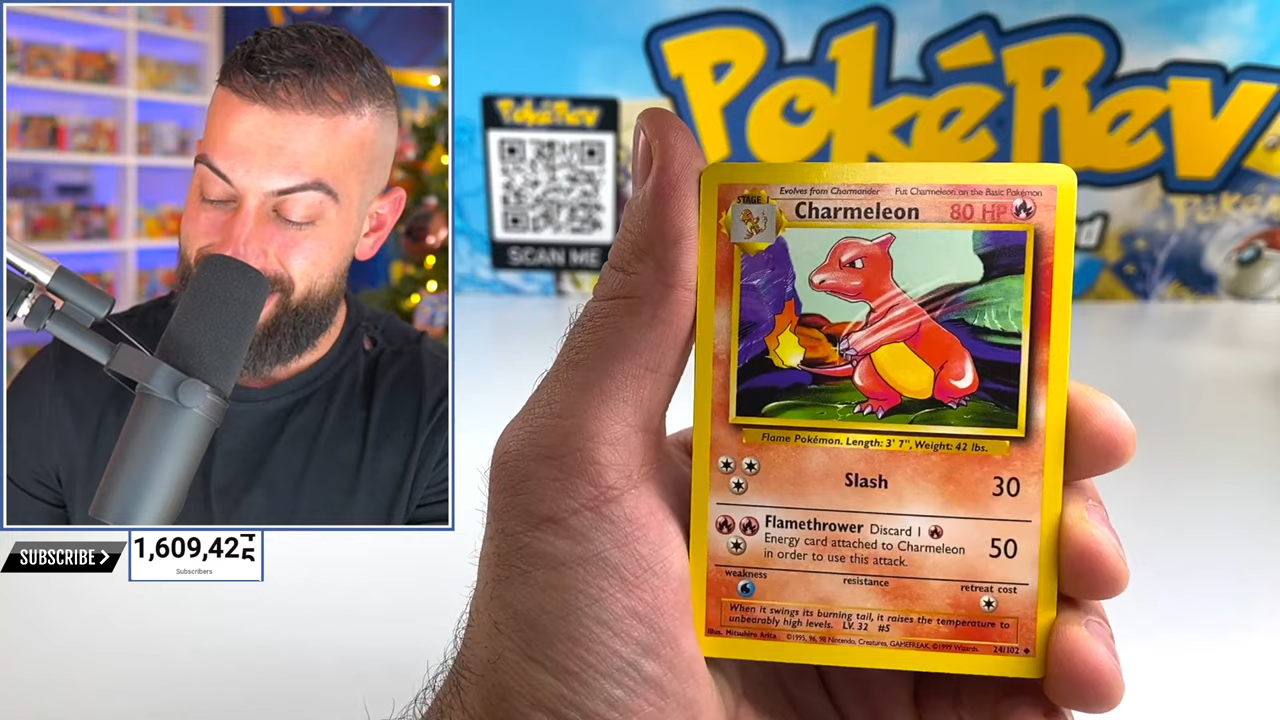 PokéRev
PokéRev
SCAN ME
SUBSCRIBE >
1,609,42
Subscribers
Evolves from Charmander
Put Charmeleon on the Basic Pokémon.
STAGE 1
Charmeleon
80 HP
Flame Pokémon. Length: 3' 7", Weight: 42 lbs.
Slash
30
Flamethrower Discard 1
Energy card attached to Charmeleon
in order to use this attack.
50
weakness
resistance
retreat cost
When it swings its burning tail, it raises the temperature to
unbearably high levels. LV. 32 #5
Illus. Mitsuhiro Arita
©1995, 96, 98 Nintendo, Creatures, GAMEFREAK. ©1999 Wizards.
24/102